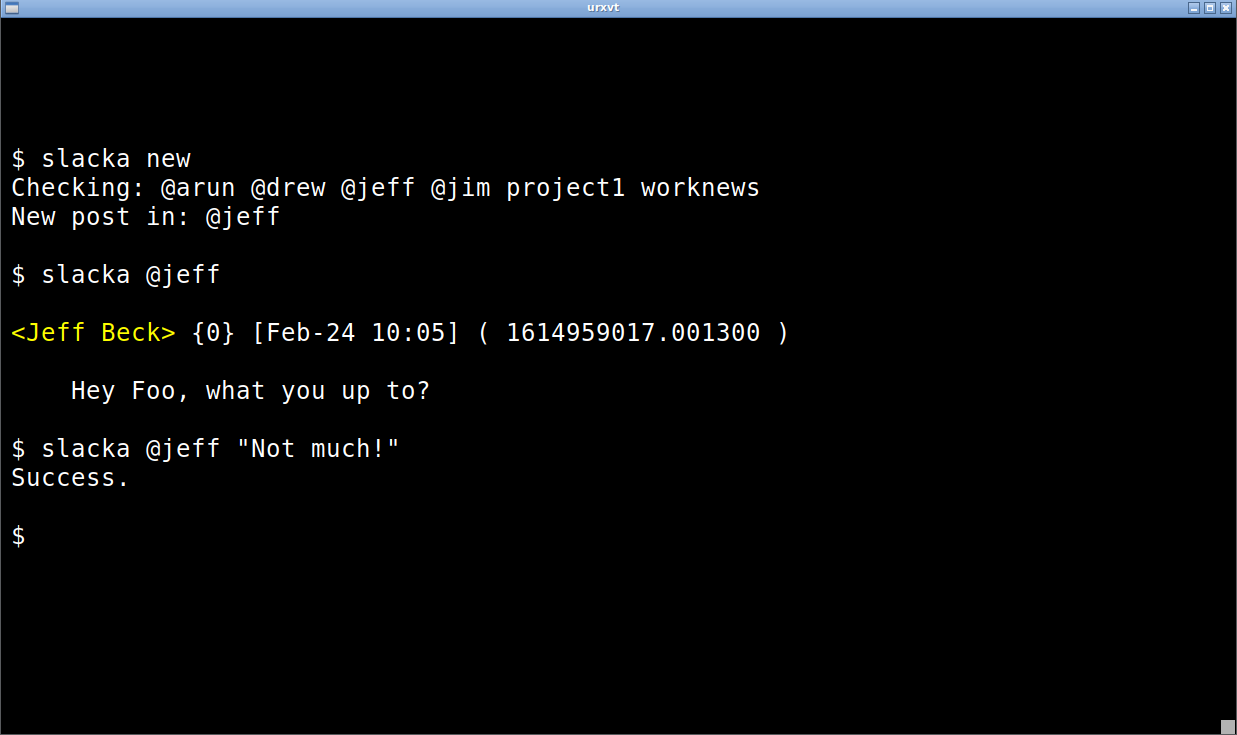 urxvt
$ slacka new
Checking: @arun @drew @jeff @jim project1 worknews
New post in: @jeff
$ slacka @jeff
<Jeff Beck> {0} [Feb-24 10:05] ( 1614959017.001300 )
Hey Foo, what you up to?
$ slacka @jeff "Not much!"
Success.
$